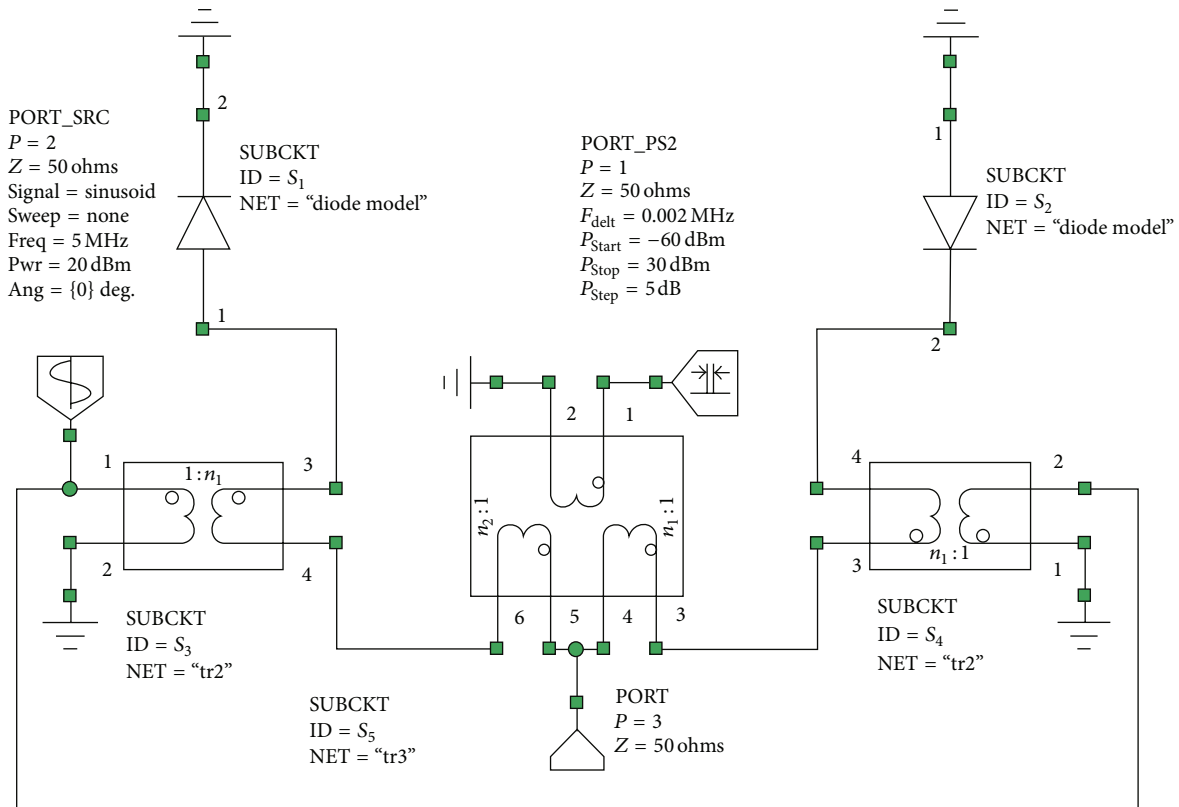 2
1
PORT_SRC
P = 2
Z = 50 ohms
Signal = sinusoid
Sweep = none
Freq = 5 MHz
Pwr = 20 dBm
Ang = {0} deg.
SUBCKT
ID = S₁
NET = “diode model”
PORT_PS2
P = 1
Z = 50 ohms
F_delt = 0.002 MHz
P_Start = −60 dBm
P_Stop = 30 dBm
P_Step = 5 dB
SUBCKT
ID = S₂
NET = “diode model”
1
2
2
1
1
1 : n₁
3
2
4
n₂ : 1
n₁ : 1
6
5
4
3
4
2
3
n₁ : 1
1
SUBCKT
ID = S₃
NET = “tr2”
SUBCKT
ID = S₅
NET = “tr3”
PORT
P = 3
Z = 50 ohms
SUBCKT
ID = S₄
NET = “tr2”